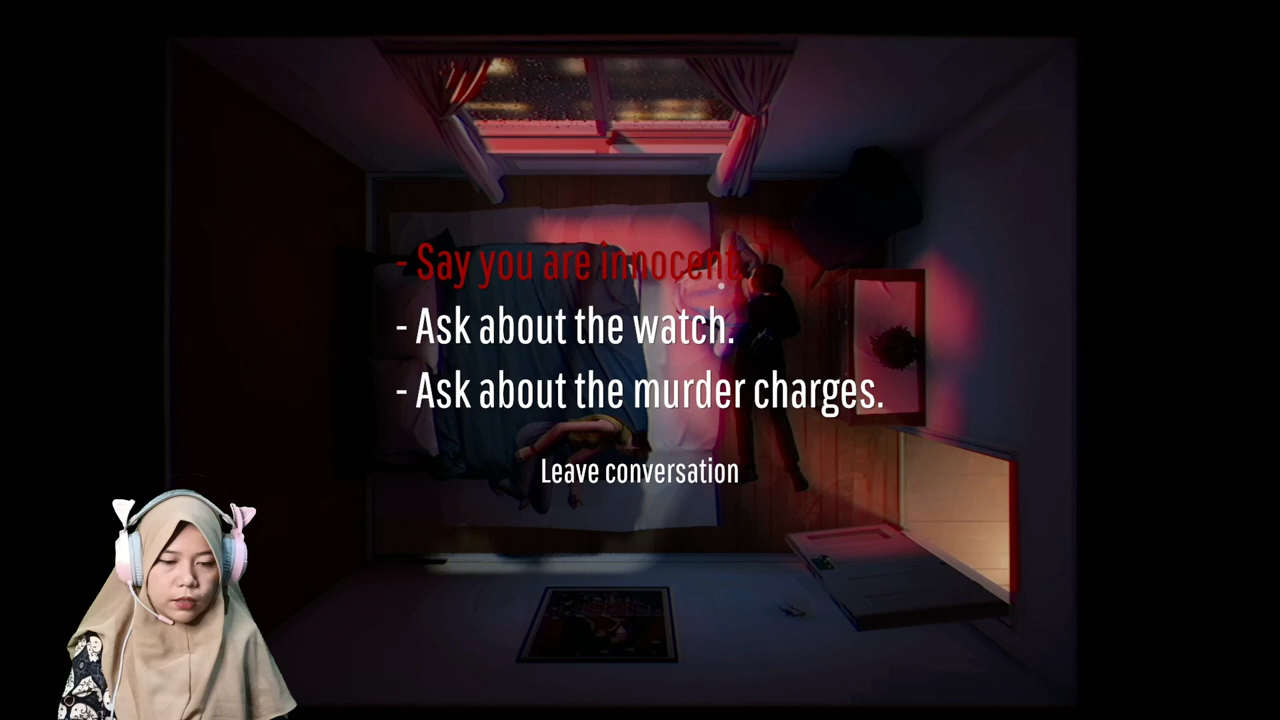 - Say you are innocent.
- Ask about the watch.
- Ask about the murder charges.
Leave conversation